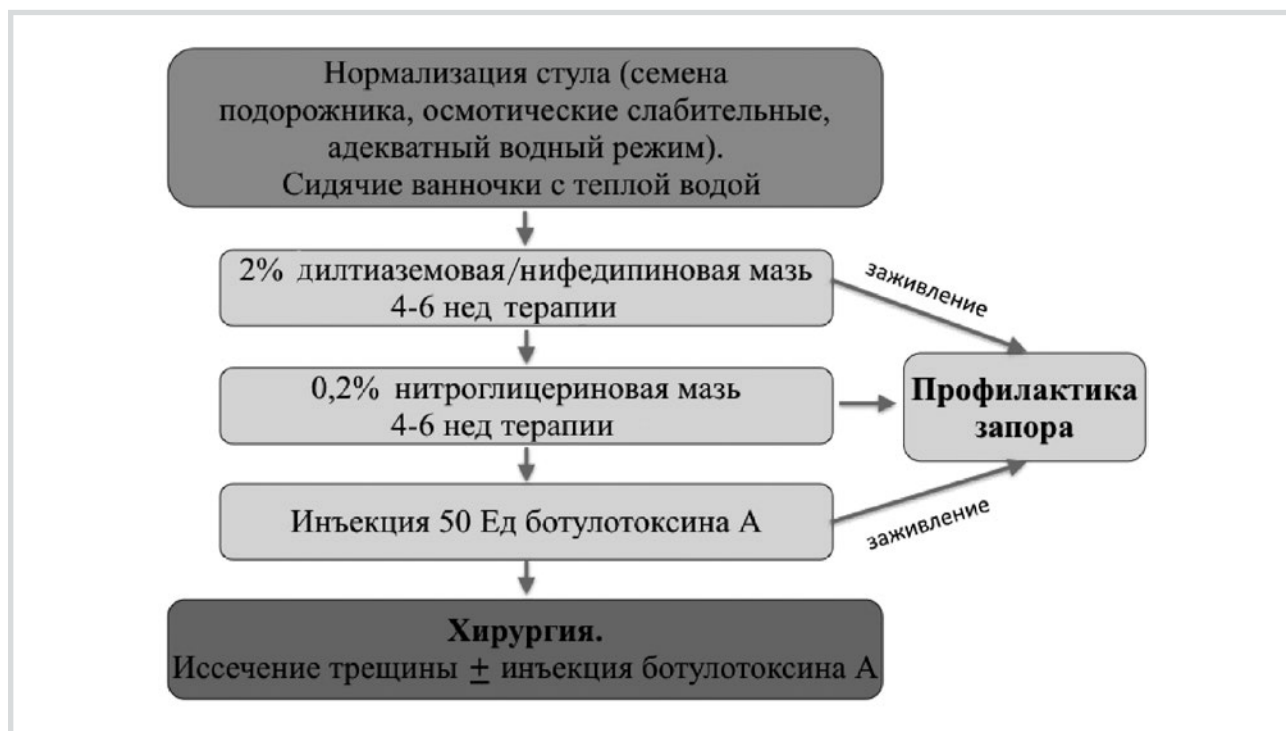 Нормализация стула (семена
подорожника, осмотические слабительные,
адекватный водный режим).
Сидячие ванночки с теплой водой
2% дилтиаземовая/нифедипиновая мазь
4-6 нед терапии
заживление
0,2% нитроглицериновая мазь
4-6 нед терапии
Профилактика
запора
Инъекция 50 Ед ботулотоксина А
заживление
Хирургия.
Иссечение трещины ± инъекция ботулотоксина А